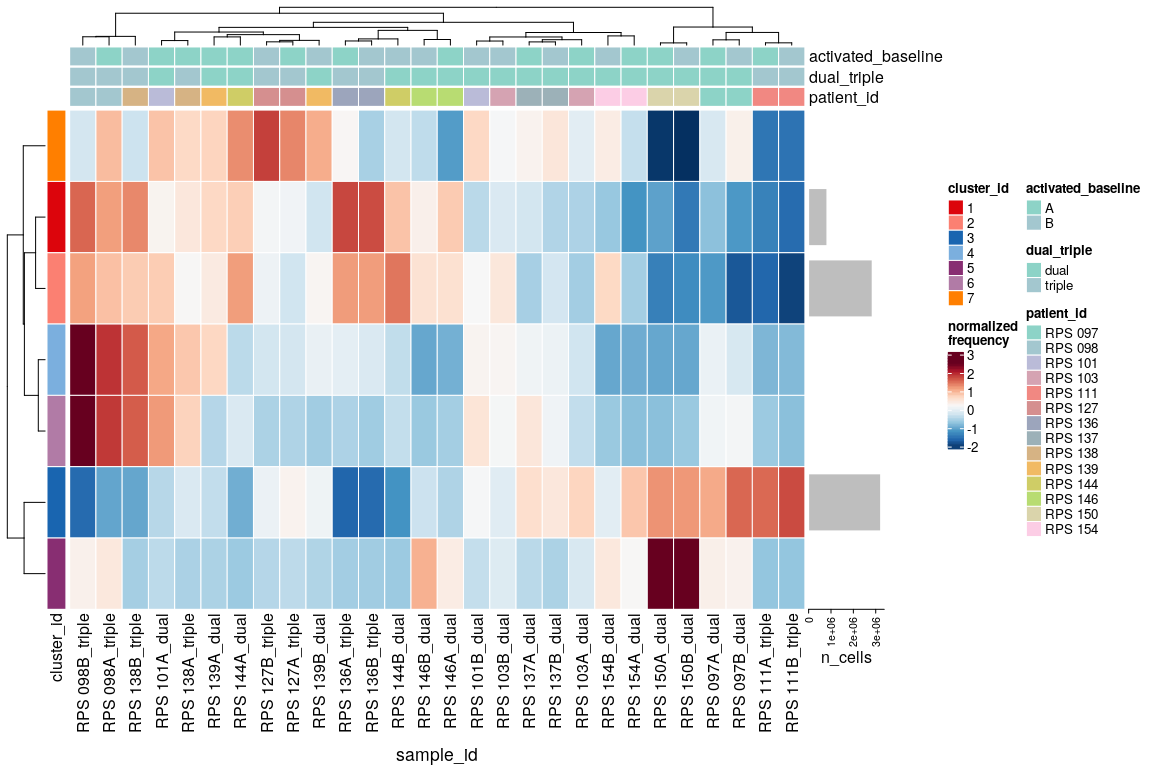 activated_baseline
dual_triple
patient_id
cluster_id
1
2
3
4
5
6
7
normalized
frequency
3
2
1
0
-1
-2
activated_baseline
A
B
dual_triple
dual
triple
patient_id
RPS 097
RPS 098
RPS 101
RPS 103
RPS 111
RPS 127
RPS 136
RPS 137
RPS 138
RPS 139
RPS 144
RPS 146
RPS 150
RPS 154
cluster_id
RPS 098B_triple
RPS 098A_triple
RPS 138B_triple
RPS 101A_dual
RPS 138A_triple
RPS 139A_dual
RPS 144A_dual
RPS 127B_triple
RPS 127A_triple
RPS 139B_dual
RPS 136A_triple
RPS 136B_triple
RPS 144B_dual
RPS 146B_dual
RPS 146A_dual
RPS 101B_dual
RPS 103B_dual
RPS 137A_dual
RPS 137B_dual
RPS 103A_dual
RPS 154B_dual
RPS 154A_dual
RPS 150A_dual
RPS 150B_dual
RPS 097A_dual
RPS 097B_dual
RPS 111A_triple
RPS 111B_triple
0
1e+06
2e+06
3e+06
n_cells
sample_id